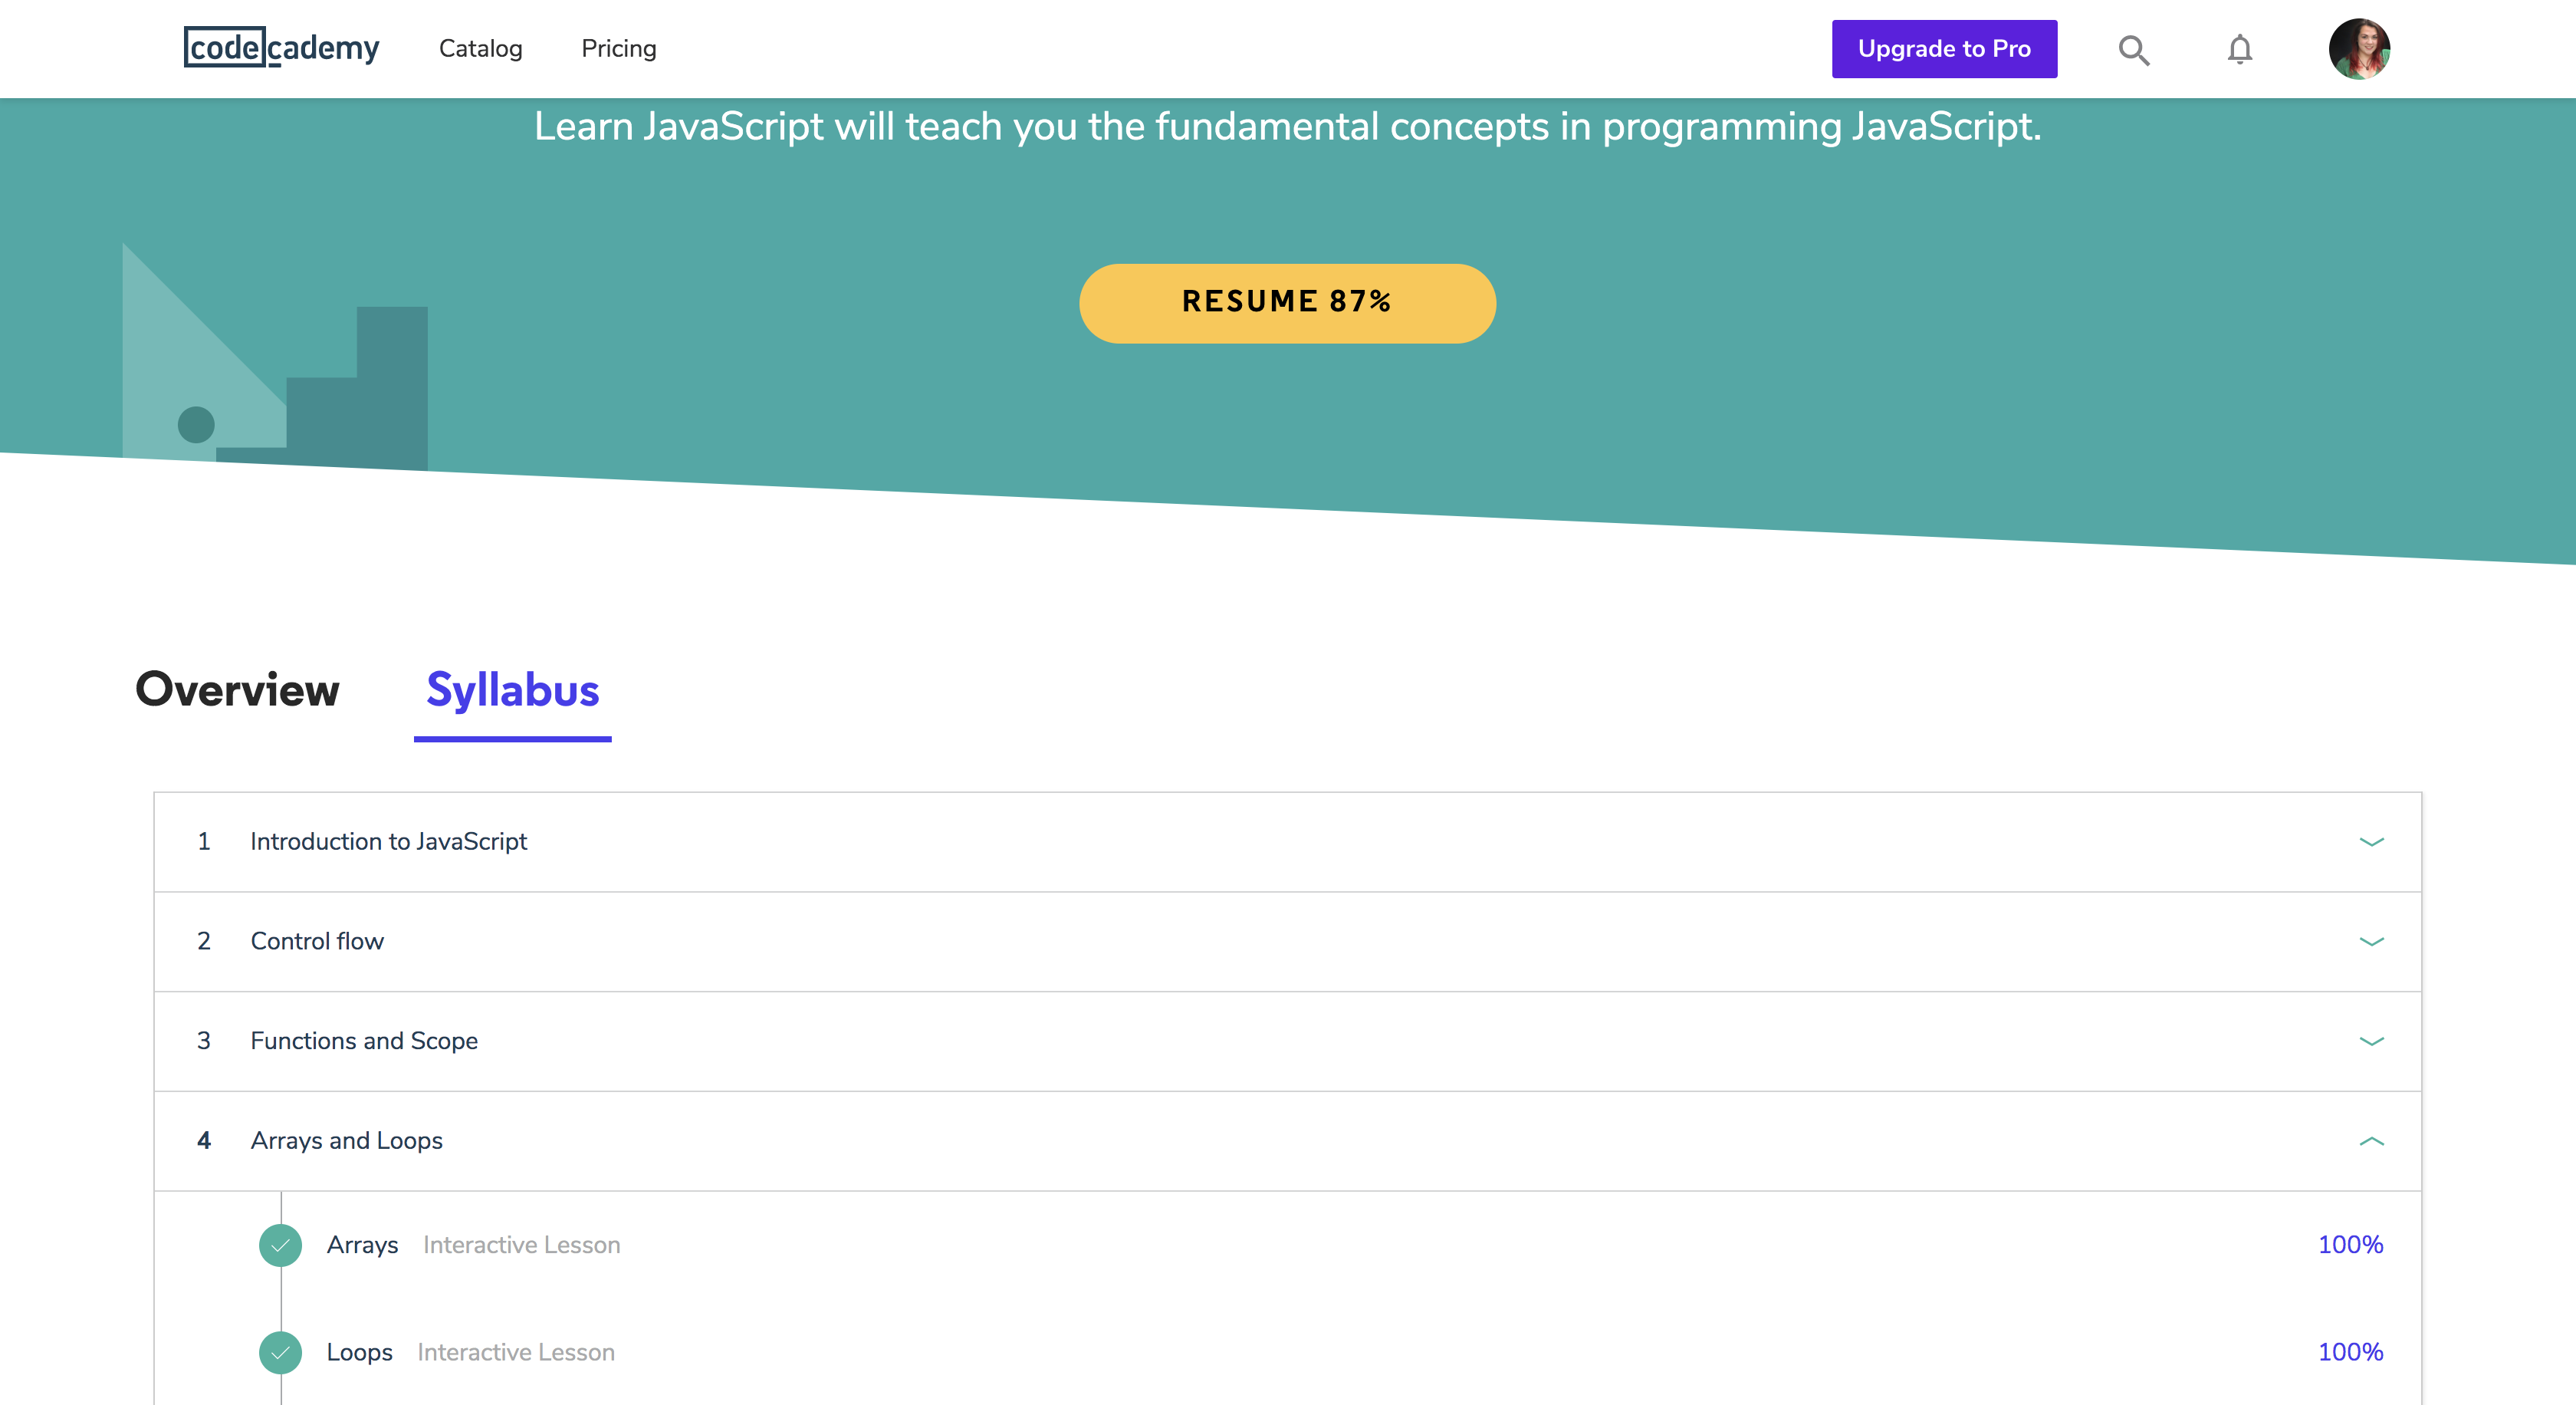 codecademy Catalog Pricing Upgrade to Pro
Learn JavaScript will teach you the fundamental concepts in programming JavaScript.
RESUME 87%
Overview Syllabus
1 Introduction to JavaScript
2 Control flow
3 Functions and Scope
4 Arrays and Loops
Arrays Interactive Lesson 100%
Loops Interactive Lesson 100%